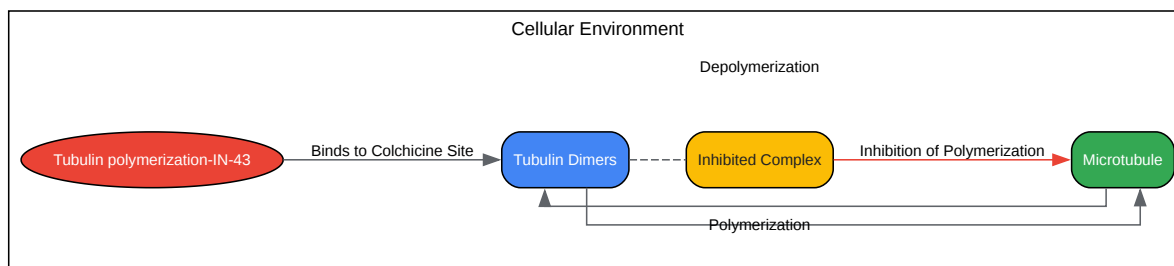 Cellular Environment
Depolymerization
Tubulin polymerization-IN-43
Binds to Colchicine Site
Tubulin Dimers
Inhibited Complex
Inhibition of Polymerization
Microtubule
Polymerization